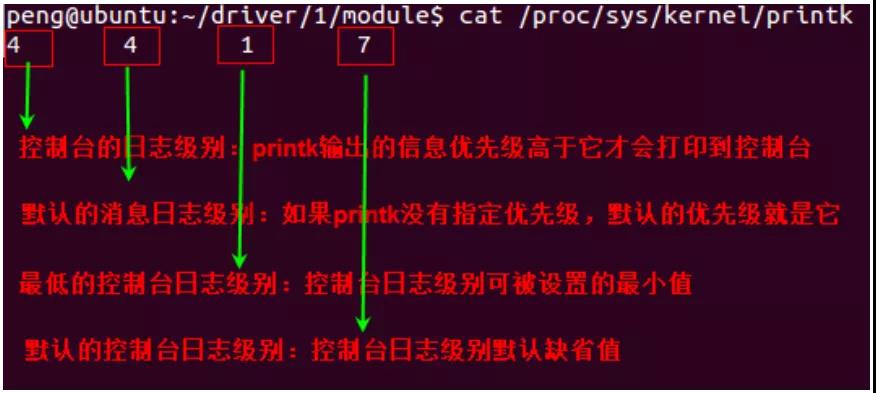 peng@ubuntu:~/driver/1/module$ cat /proc/sys/kernel/printk
4 4 1 7
控制台的日志级别：printk输出的信息优先级高于它才会打印到控制台
默认的消息日志级别：如果printk没有指定优先级，默认的优先级就是它
最低的控制台日志级别：控制台日志级别可被设置的最小值
默认的控制台日志级别：控制台日志级别默认缺省值